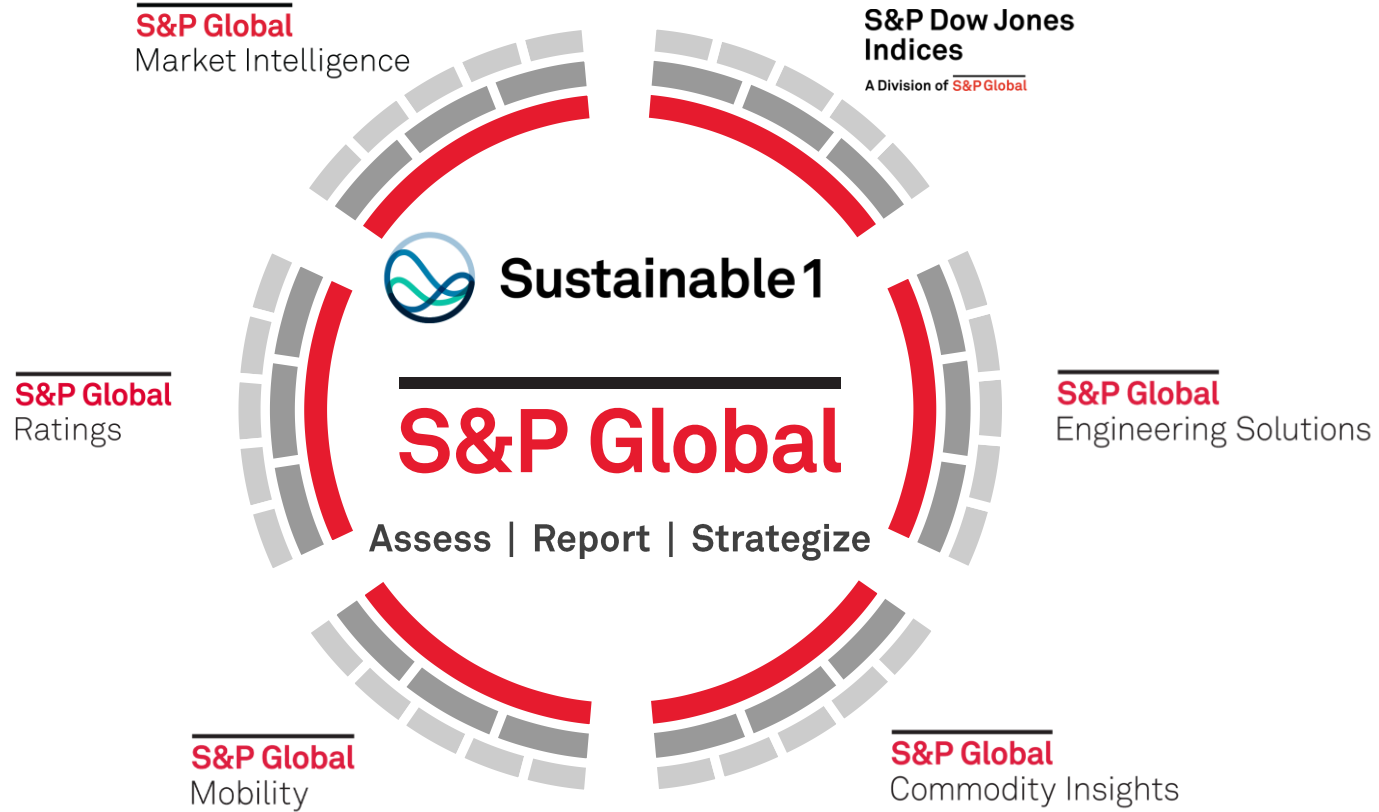 S&P Global
Market Intelligence
S&P Dow Jones
Indices
A Division of S&P Global
Sustainable1
S&P Global
Ratings
S&P Global
Assess | Report | Strategize
S&P Global
Engineering Solutions
S&P Global
Mobility
S&P Global
Commodity Insights